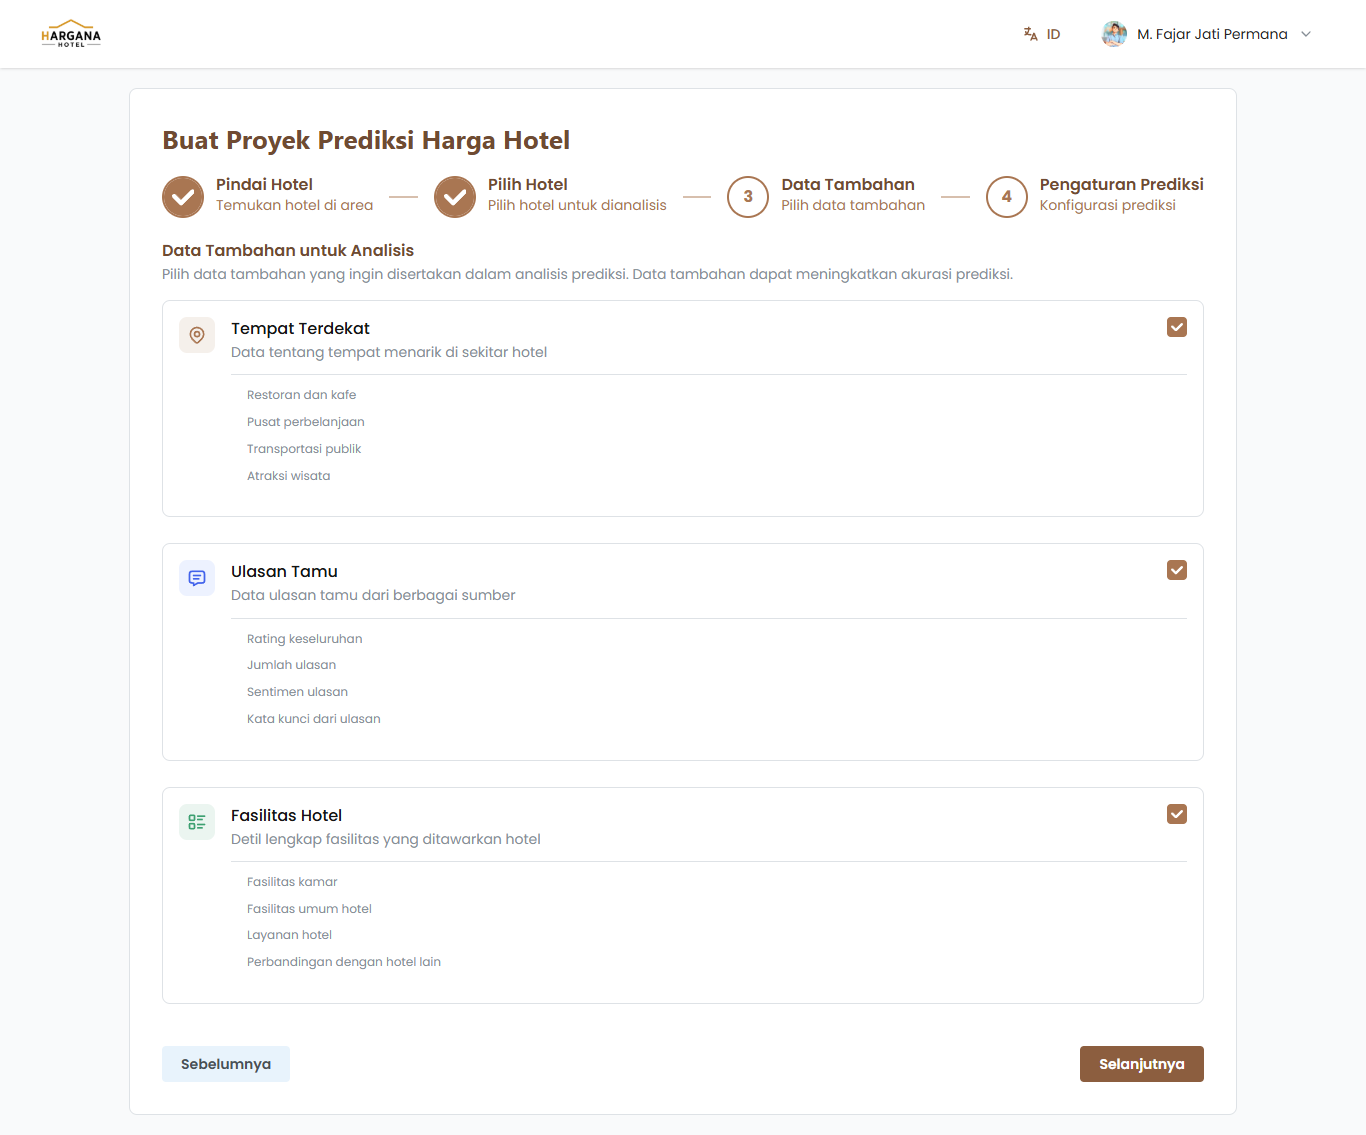 HARGANA
HOTEL
ID
M. Fajar Jati Permana
Buat Proyek Prediksi Harga Hotel
Pindai Hotel
Temukan hotel di area
Pilih Hotel
Pilih hotel untuk dianalisis
3
Data Tambahan
Pilih data tambahan
4
Pengaturan Prediksi
Konfigurasi prediksi
Data Tambahan untuk Analisis
Pilih data tambahan yang ingin disertakan dalam analisis prediksi. Data tambahan dapat meningkatkan akurasi prediksi.
Tempat Terdekat
Data tentang tempat menarik di sekitar hotel
Restoran dan kafe
Pusat perbelanjaan
Transportasi publik
Atraksi wisata
Ulasan Tamu
Data ulasan tamu dari berbagai sumber
Rating keseluruhan
Jumlah ulasan
Sentimen ulasan
Kata kunci dari ulasan
Fasilitas Hotel
Detil lengkap fasilitas yang ditawarkan hotel
Fasilitas kamar
Fasilitas umum hotel
Layanan hotel
Perbandingan dengan hotel lain
Sebelumnya
Selanjutnya